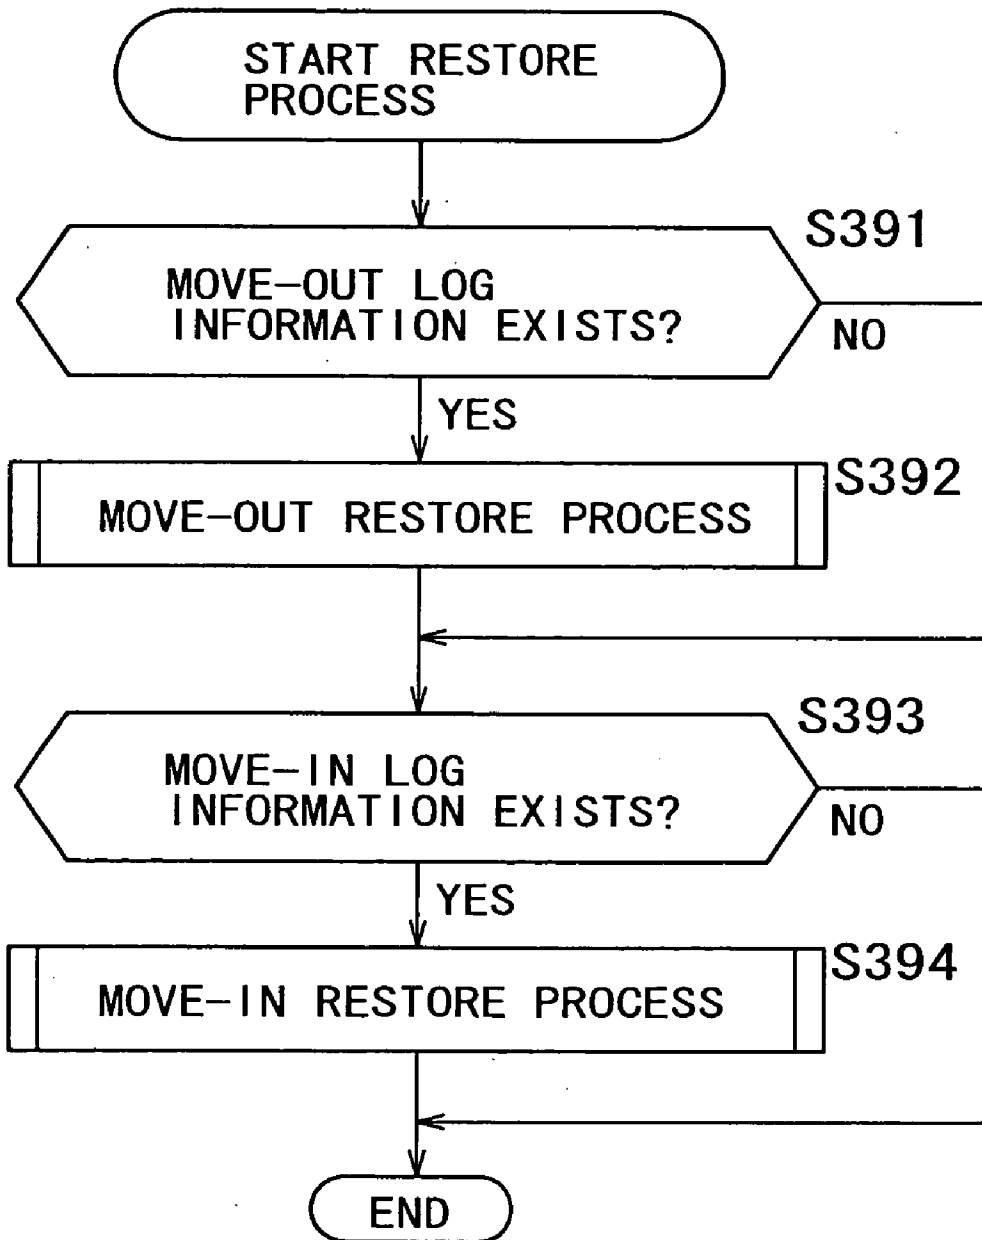 START RESTORE
PROCESS
S391
MOVE-OUT LOG
INFORMATION EXISTS?
NO
YES
S392
MOVE-OUT RESTORE PROCESS
S393
MOVE-IN LOG
INFORMATION EXISTS?
NO
YES
S394
MOVE-IN RESTORE PROCESS
END